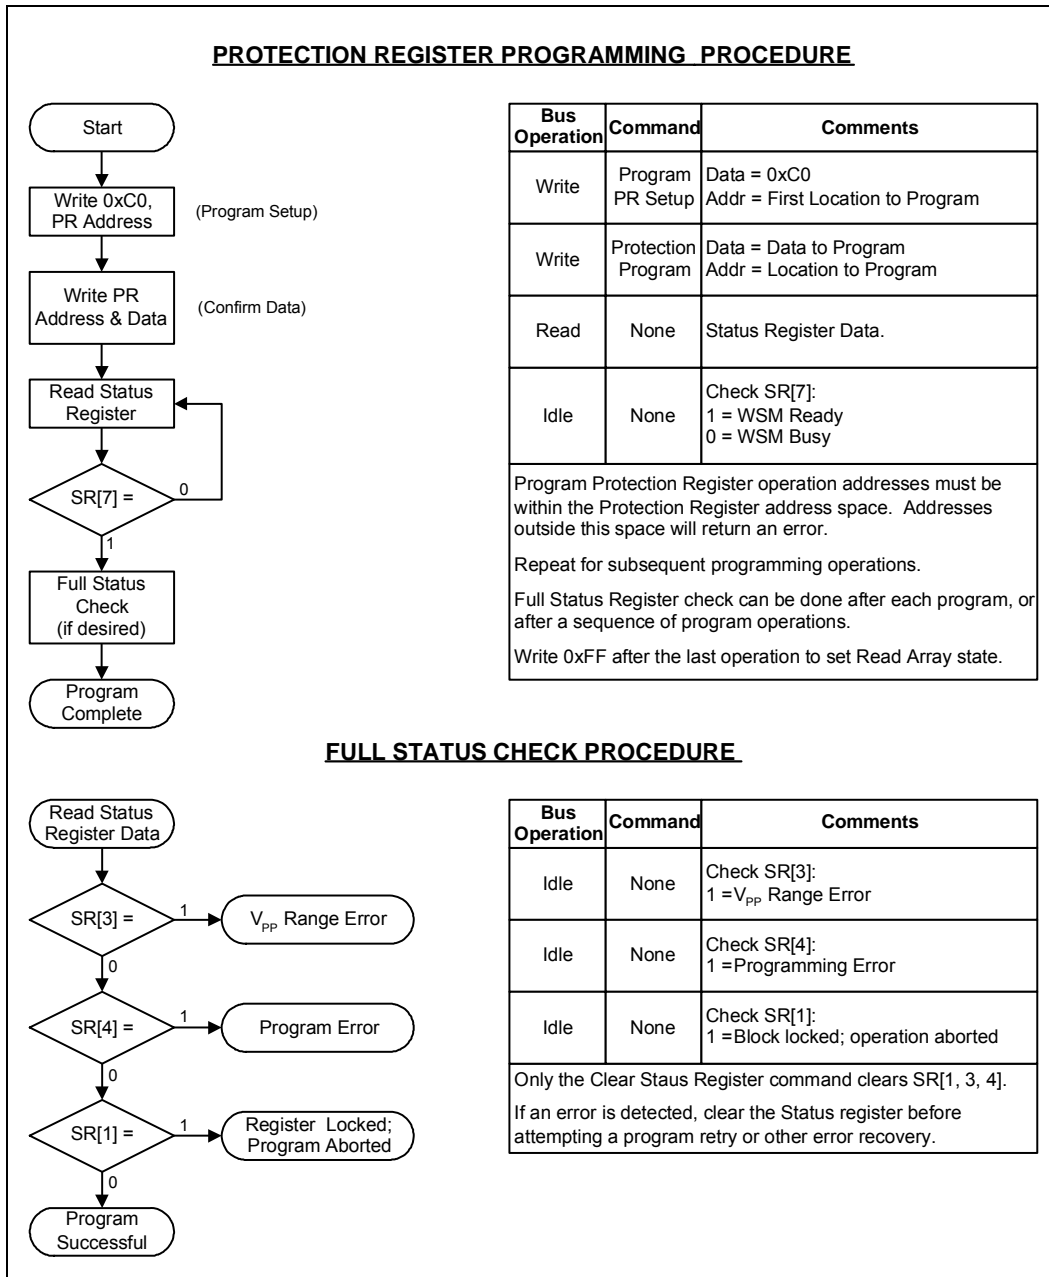 PROTECTION REGISTER PROGRAMMING PROCEDURE
Start
Write 0xC0,
PR Address
(Program Setup)
Write PR
Address & Data
(Confirm Data)
Read Status
Register
SR[7] =
0
1
Full Status
Check
(if desired)
Program
Complete
Bus
Operation
Command
Comments
Write
Program
PR Setup
Data = 0xC0
Addr = First Location to Program
Write
Protection
Program
Data = Data to Program
Addr = Location to Program
Read
None
Status Register Data.
Idle
None
Check SR[7]:
1 = WSM Ready
0 = WSM Busy
Program Protection Register operation addresses must be
within the Protection Register address space. Addresses
outside this space will return an error.
Repeat for subsequent programming operations.
Full Status Register check can be done after each program, or
after a sequence of program operations.
Write 0xFF after the last operation to set Read Array state.
FULL STATUS CHECK PROCEDURE
Read Status
Register Data
SR[3] =
1
VPP Range Error
0
SR[4] =
1
Program Error
0
SR[1] =
1
Register Locked;
Program Aborted
0
Program
Successful
Bus
Operation
Command
Comments
Idle
None
Check SR[3]:
1 =VPP Range Error
Idle
None
Check SR[4]:
1 =Programming Error
Idle
None
Check SR[1]:
1 =Block locked; operation aborted
Only the Clear Staus Register command clears SR[1, 3, 4].
If an error is detected, clear the Status register before
attempting a program retry or other error recovery.